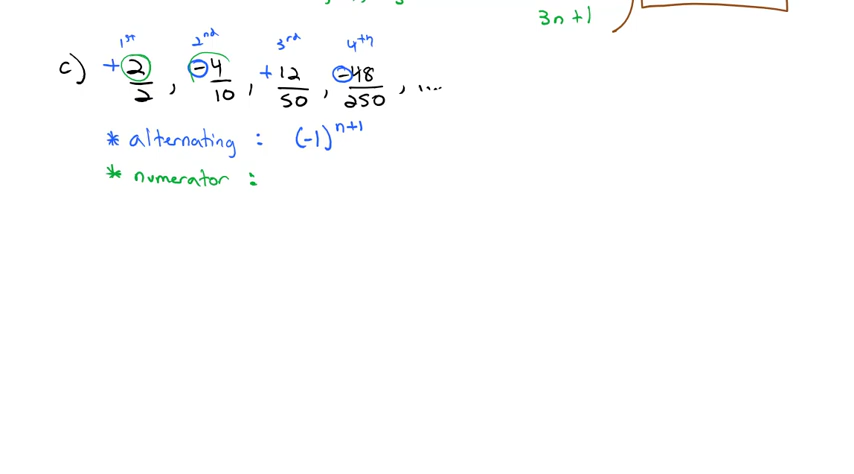 3n+1
1st 2nd 3rd 4th
c) + 2/2 , - 4/10 , + 12/50 , - 48/250 , ....
* alternating : (-1)^{n+1}
* numerator :